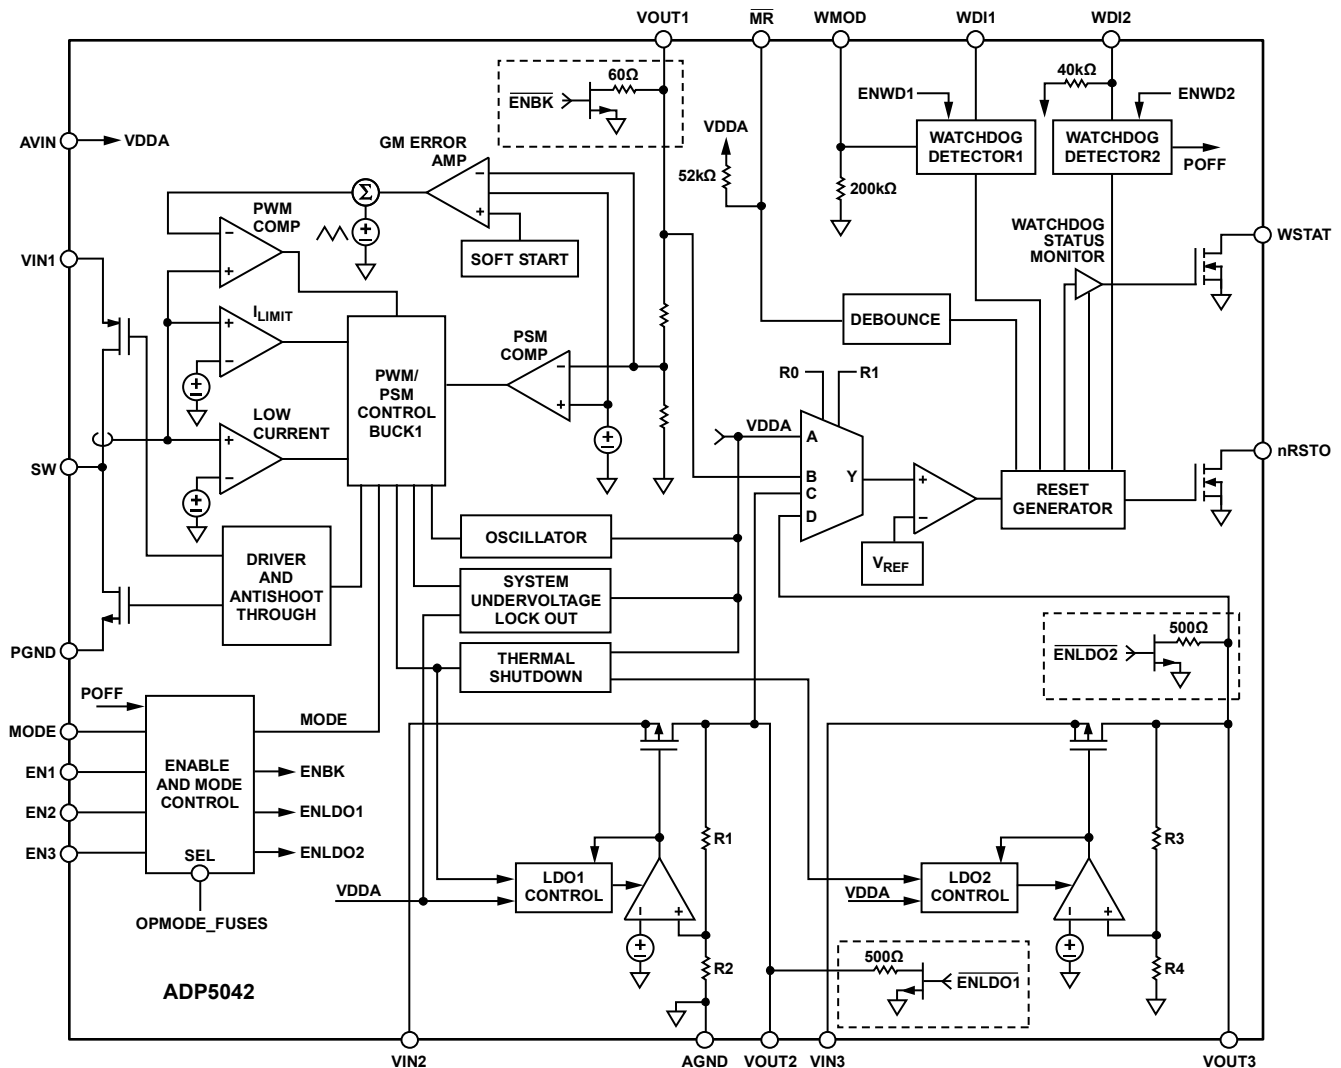 VOUT1
MR
WMOD
WDI1
WDI2
60Ω
ENBK
40kΩ
ENWD1
ENWD2
AVIN
VDDA
GM ERROR
AMP
VDDA
WATCHDOG
DETECTOR1
WATCHDOG
DETECTOR2
POFF
52kΩ
200kΩ
Σ
PWM
COMP
SOFT START
WATCHDOG
STATUS
MONITOR
WSTAT
VIN1
ILIMIT
PSM
COMP
DEBOUNCE
PWM/
PSM
CONTROL
BUCK1
R0
R1
LOW
CURRENT
VDDA
A
B
C
D
Y
SW
nRSTO
RESET
GENERATOR
VREF
OSCILLATOR
DRIVER
AND
ANTISHOOT
THROUGH
SYSTEM
UNDERVOLTAGE
LOCK OUT
PGND
THERMAL
SHUTDOWN
500Ω
ENLDO2
POFF
MODE
MODE
EN1
EN2
EN3
ENABLE
AND MODE
CONTROL
SEL
ENBK
ENLDO1
ENLDO2
OPMODE_FUSES
R1
R3
VDDA
LDO1
CONTROL
VDDA
LDO2
CONTROL
R2
R4
500Ω
ENLDO1
ADP5042
VIN2
AGND
VOUT2
VIN3
VOUT3